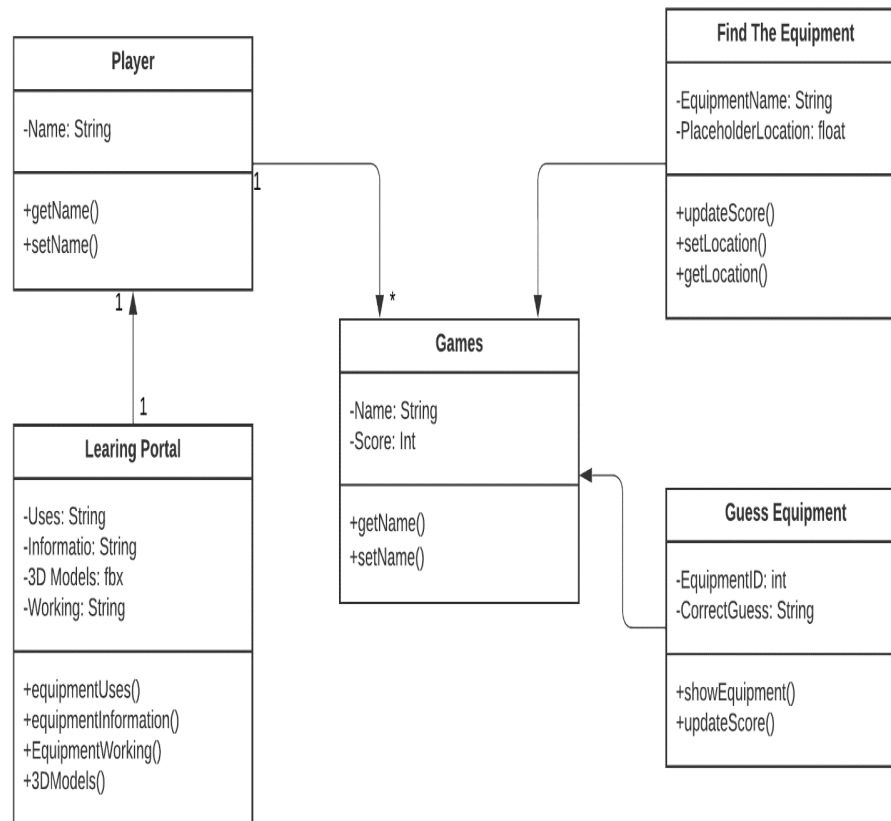 Player
-Name: String
+getName()
+setName()
1
*
1
1
Learing Portal
-Uses: String
-Informatio: String
-3D Models: fbx
-Working: String
+equipmentUses()
+equipmentInformation()
+EquipmentWorking()
+3DModels()
Games
-Name: String
-Score: Int
+getName()
+setName()
Find The Equipment
-EquipmentName: String
-PlaceholderLocation: float
+updateScore()
+setLocation()
+getLocation()
Guess Equipment
-EquipmentID: int
-CorrectGuess: String
+showEquipment()
+updateScore()